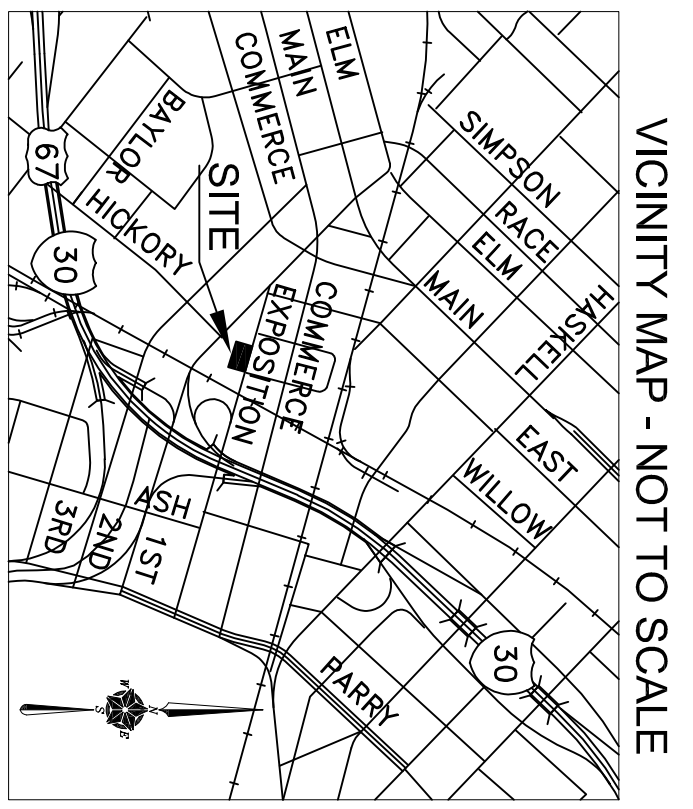 VICINITY MAP - NOT TO SCALE
ELM
MAIN
COMMERCE
SIMPSON
RACE
ELM
MAIN
HASKELL
BAYLOR
HICKORY
SITE
67
30
COMMERCE
EXPOSITION
EAST
WILLOW
ASH
1ST
2ND
3RD
30
PARRY
N
W
E
S